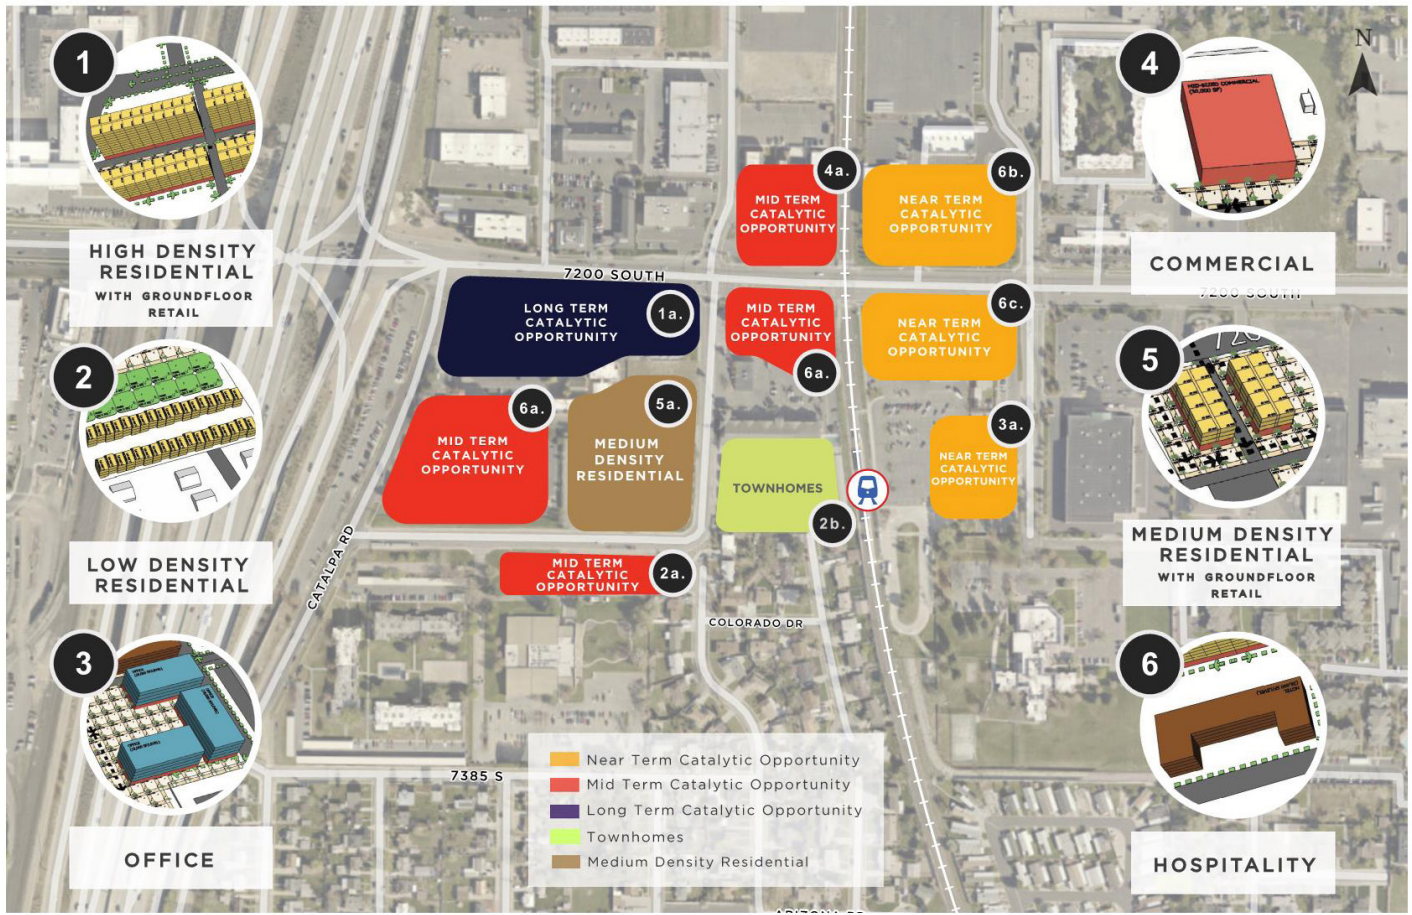 1
HIGH DENSITY
RESIDENTIAL
WITH GROUNDFLOOR
RETAIL
2
LOW DENSITY
RESIDENTIAL
3
OFFICE
4
MID-SIZED COMMERCIAL
N
COMMERCIAL
7200 SOUTH
5
MEDIUM DENSITY
RESIDENTIAL
WITH GROUNDFLOOR
RETAIL
6
HOSPITALITY
4a.
MID TERM
CATALYTIC
OPPORTUNITY
6b.
NEAR TERM
CATALYTIC
OPPORTUNITY
7200 SOUTH
1a.
LONG TERM
CATALYTIC
OPPORTUNITY
MID TERM
CATALYTIC
OPPORTUNITY
6a.
6c.
NEAR TERM
CATALYTIC
OPPORTUNITY
6a.
MID TERM
CATALYTIC
OPPORTUNITY
5a.
MEDIUM
DENSITY
RESIDENTIAL
TOWNHOMES
2b.
3a.
NEAR TERM
CATALYTIC
OPPORTUNITY
CATALPA RD
MID TERM
CATALYTIC
OPPORTUNITY
2a.
COLORADO DR
7385 S
Near Term Catalytic Opportunity
Mid Term Catalytic Opportunity
Long Term Catalytic Opportunity
Townhomes
Medium Density Residential